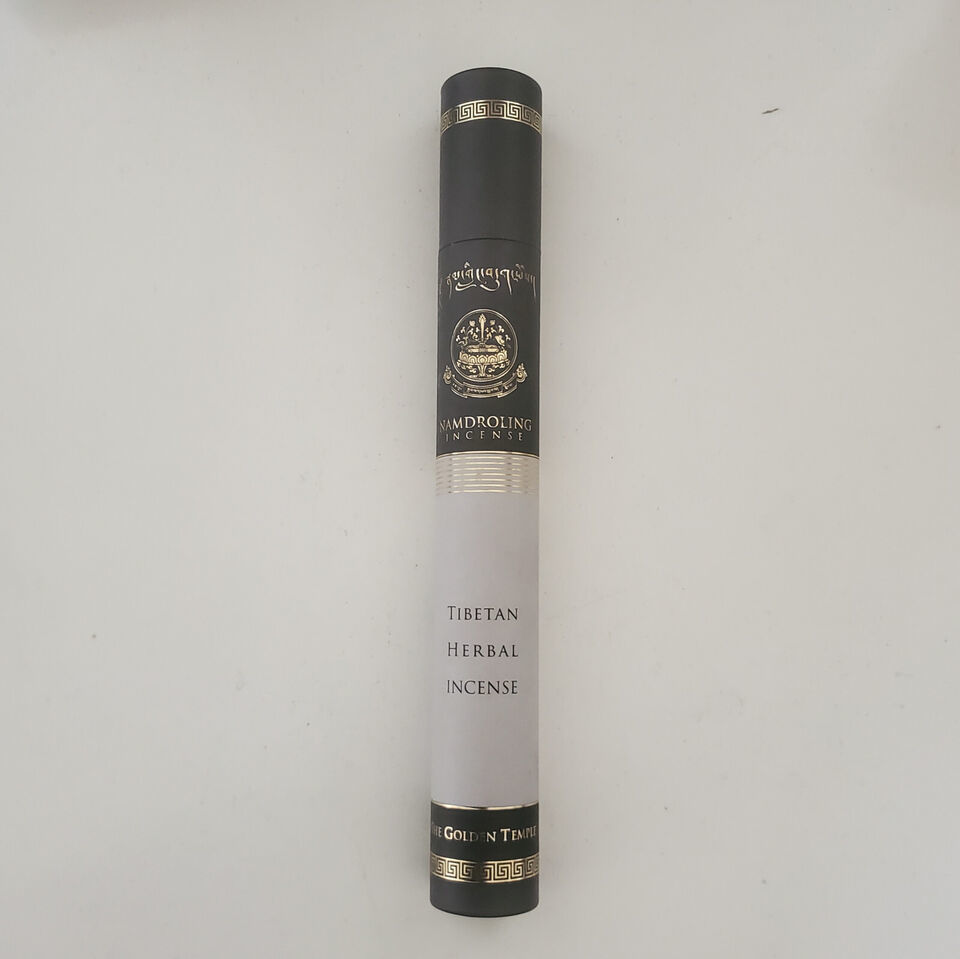 NAMDROLING
INCENSE
TIBETAN
HERBAL
INCENSE
THE GOLDEN TEMPLE